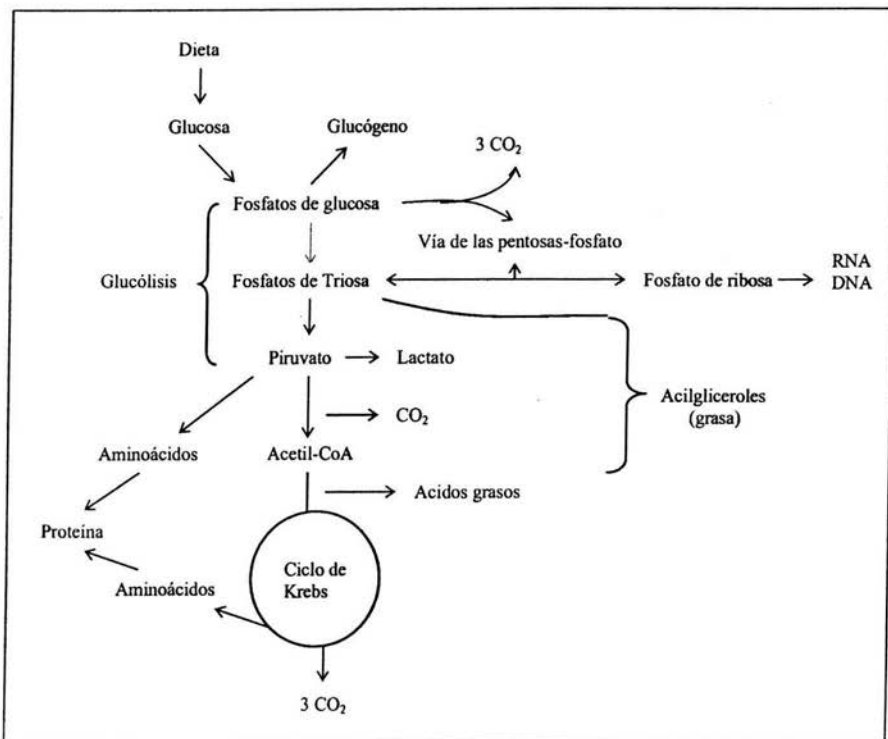 Dieta
Glucosa
Glucógeno
3 CO₂
Fosfatos de glucosa
Vía de las pentosas-fosfato
Glucólisis
Fosfatos de Triosa
Fosfato de ribosa
RNA
DNA
Piruvato
Lactato
Acilgliceroles
(grasa)
CO₂
Aminoácidos
Acetil-CoA
Acidos grasos
Proteína
Ciclo de
Krebs
Aminoácidos
3 CO₂